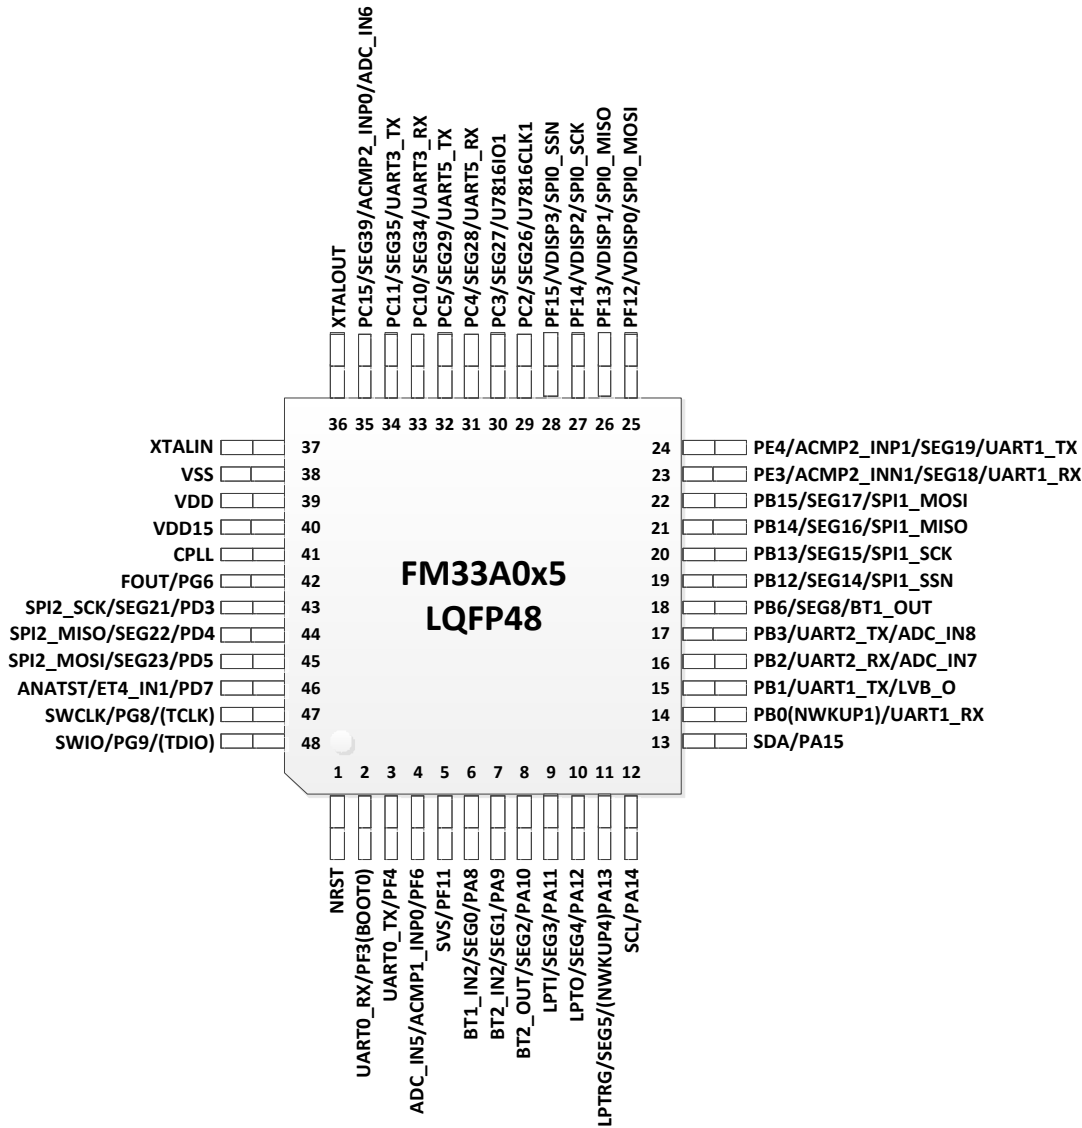 XTALOUT
PC15/SEG39/ACMP2_INP0/ADC_IN6
PC11/SEG35/UART3_TX
PC10/SEG34/UART3_RX
PC5/SEG29/UART5_TX
PC4/SEG28/UART5_RX
PC3/SEG27/U7816IO1
PC2/SEG26/U7816CLK1
PF15/VDISP3/SPI0_SSN
PF14/VDISP2/SPI0_SCK
PF13/VDISP1/SPI0_MISO
PF12/VDISP0/SPI0_MOSI
36 35 34 33 32 31 30 29 28 27 26 25
XTALIN 37
VSS 38
VDD 39
VDD15 40
CPLL 41
FOUT/PG6 42
SPI2_SCK/SEG21/PD3 43
SPI2_MISO/SEG22/PD4 44
SPI2_MOSI/SEG23/PD5 45
ANATST/ET4_IN1/PD7 46
SWCLK/PG8/(TCLK) 47
SWIO/PG9/(TDIO) 48
FM33A0x5
LQFP48
24 PE4/ACMP2_INP1/SEG19/UART1_TX
23 PE3/ACMP2_INN1/SEG18/UART1_RX
22 PB15/SEG17/SPI1_MOSI
21 PB14/SEG16/SPI1_MISO
20 PB13/SEG15/SPI1_SCK
19 PB12/SEG14/SPI1_SSN
18 PB6/SEG8/BT1_OUT
17 PB3/UART2_TX/ADC_IN8
16 PB2/UART2_RX/ADC_IN7
15 PB1/UART1_TX/LVB_O
14 PB0(NWKUP1)/UART1_RX
13 SDA/PA15
1 2 3 4 5 6 7 8 9 10 11 12
NRST
UART0_RX/PF3(BOOT0)
UART0_TX/PF4
ADC_IN5/ACMP1_INP0/PF6
SVS/PF11
BT1_IN2/SEG0/PA8
BT2_IN2/SEG1/PA9
BT2_OUT/SEG2/PA10
LPTI/SEG3/PA11
LPTO/SEG4/PA12
LPTRG/SEG5/(NWKUP4)PA13
SCL/PA14